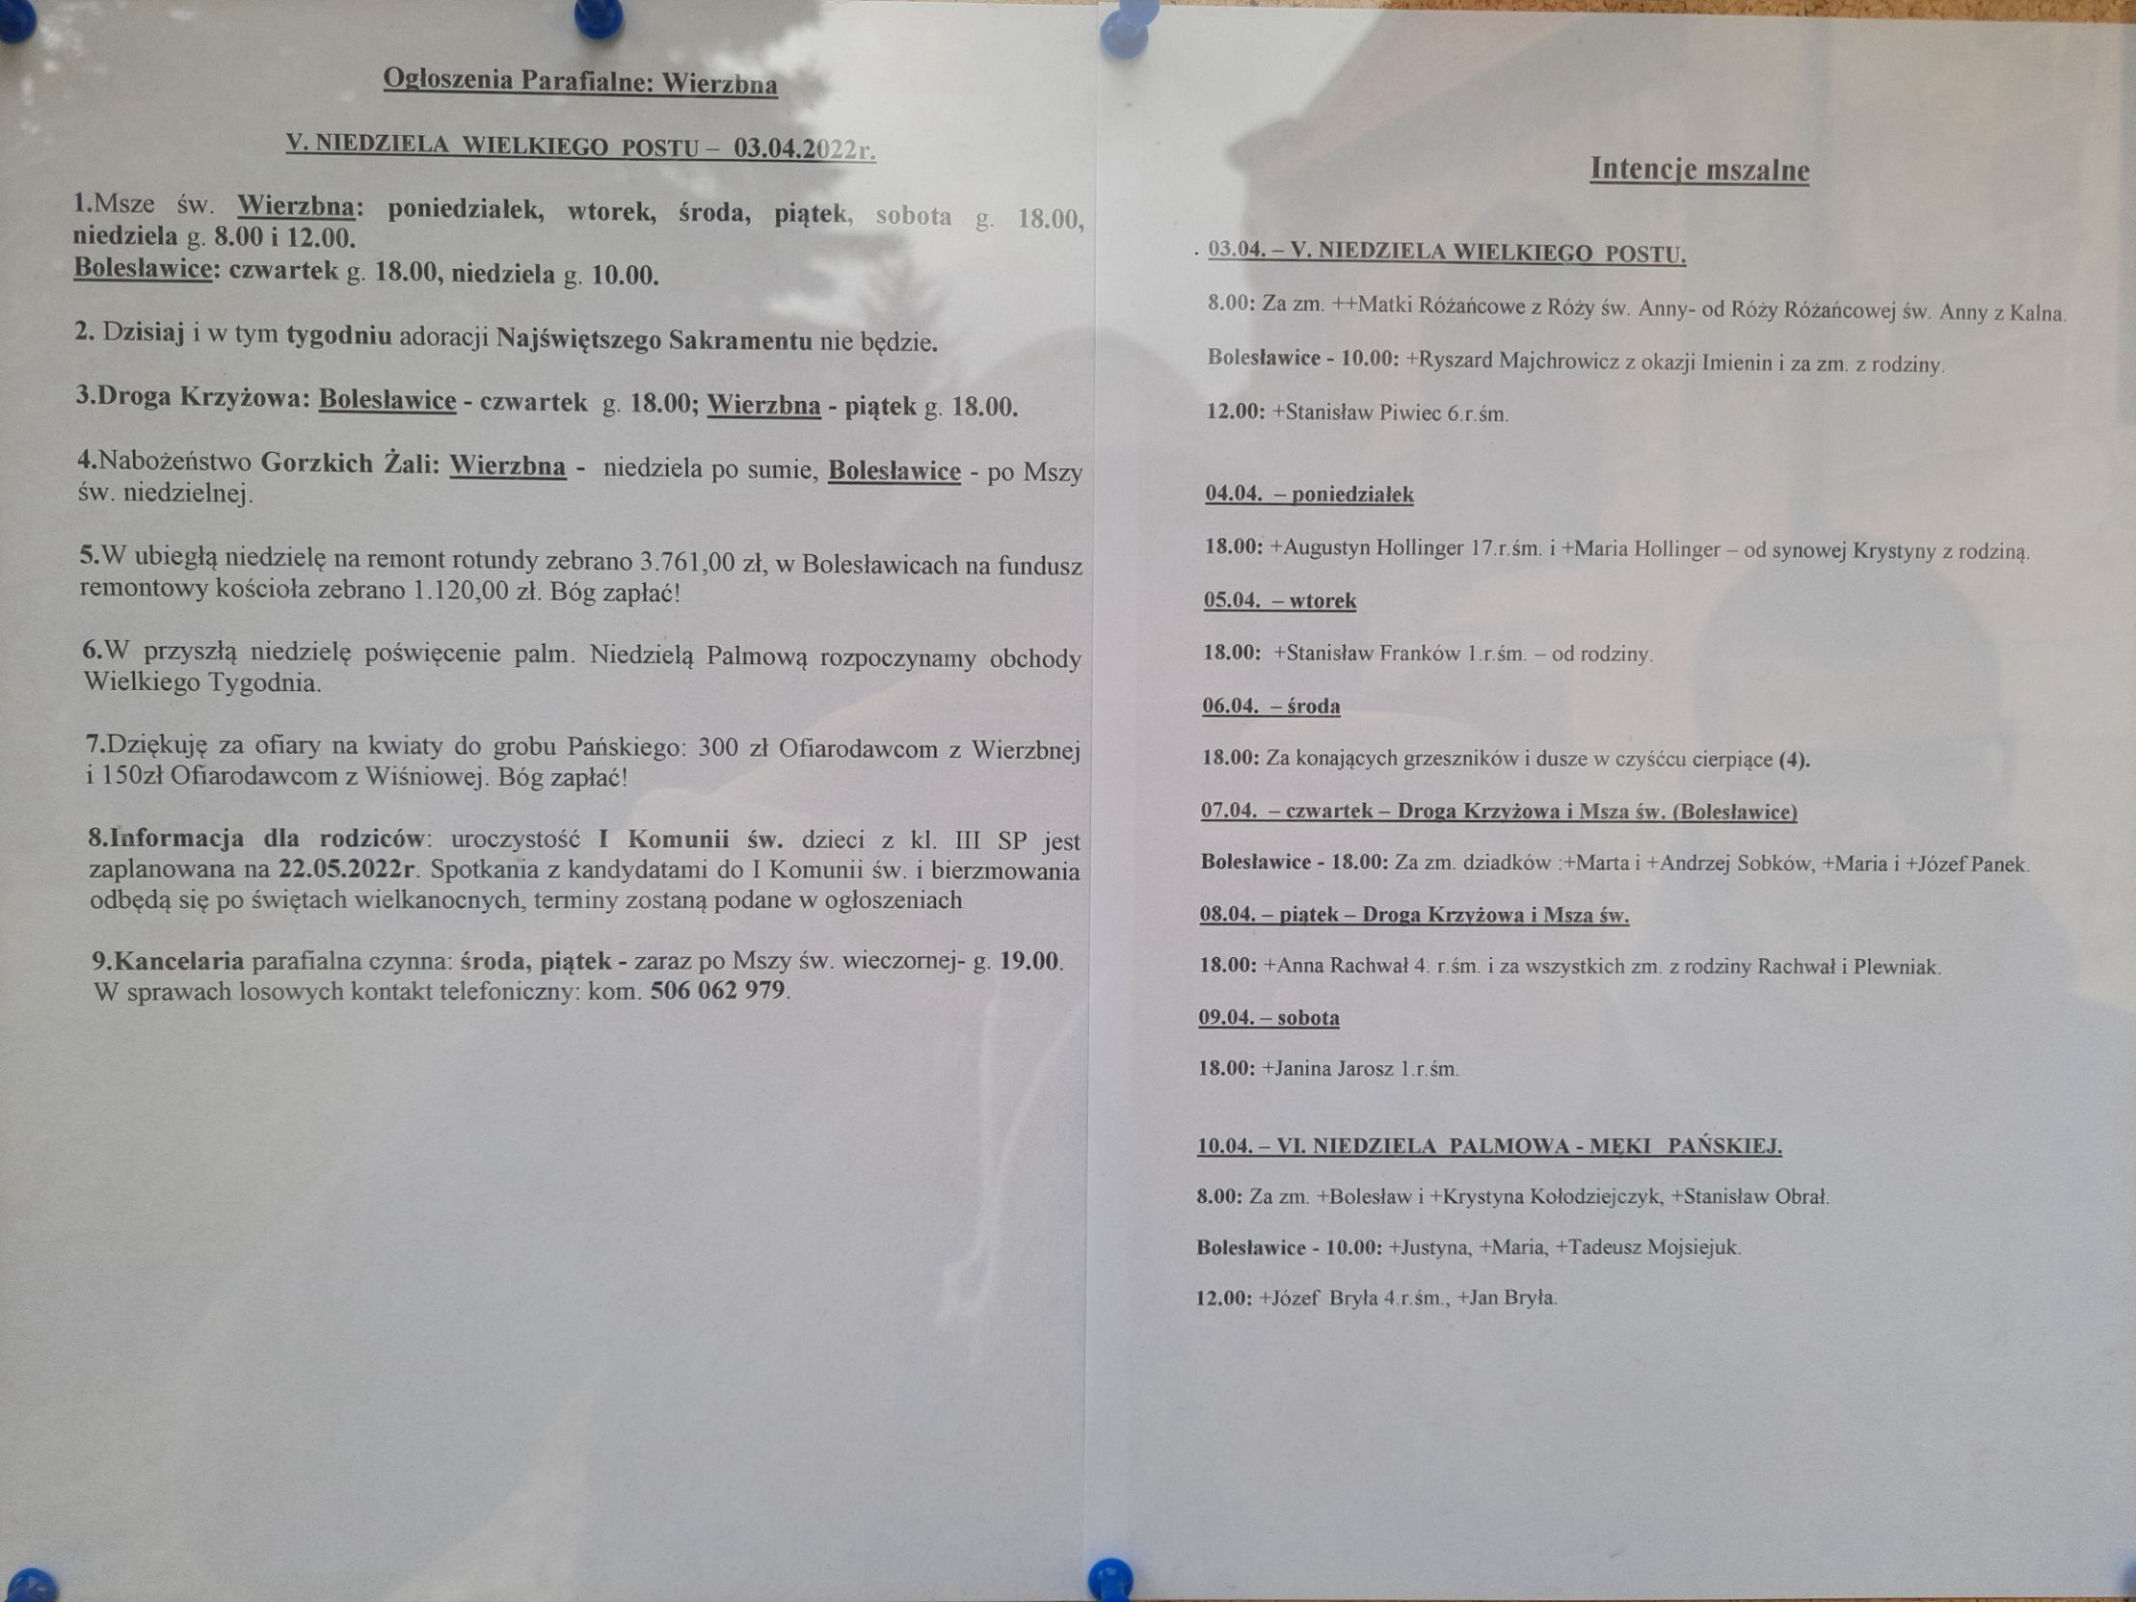 Ogłoszenia Parafialne: Wierzbna
V. NIEDZIELA WIELKIEGO POSTU – 03.04.2022r.
1.Msze św. Wierzbna: poniedziałek, wtorek, środa, piątek, sobota g. 18.00,
niedziela g. 8.00 i 12.00.
Bolesławice: czwartek g. 18.00, niedziela g. 10.00.
2. Dzisiaj i w tym tygodniu adoracji Najświętszego Sakramentu nie będzie.
3.Droga Krzyżowa: Bolesławice - czwartek g. 18.00; Wierzbna - piątek g. 18.00.
4.Nabożeństwo Gorzkich Żali: Wierzbna - niedziela po sumie, Bolesławice - po Mszy
św. niedzielnej.
5.W ubiegłą niedzielę na remont rotundy zebrano 3.761,00 zł, w Bolesławicach na fundusz
remontowy kościoła zebrano 1.120,00 zł. Bóg zapłać!
6.W przyszłą niedzielę poświęcenie palm. Niedzielą Palmową rozpoczynamy obchody
Wielkiego Tygodnia.
7.Dziękuję za ofiary na kwiaty do grobu Pańskiego: 300 zł Ofiarodawcom z Wierzbnej
i 150zł Ofiarodawcom z Wiśniowej. Bóg zapłać!
8.Informacja dla rodziców: uroczystość I Komunii św. dzieci z kl. III SP jest
zaplanowana na 22.05.2022r. Spotkania z kandydatami do I Komunii św. i bierzmowania
odbędą się po świętach wielkanocnych, terminy zostaną podane w ogłoszeniach
9.Kancelaria parafialna czynna: środa, piątek - zaraz po Mszy św. wieczornej- g. 19.00.
W sprawach losowych kontakt telefoniczny: kom. 506 062 979.
Intencje mszalne
. 03.04. – V. NIEDZIELA WIELKIEGO POSTU.
8.00: Za zm. ++Matki Różańcowe z Róży św. Anny- od Róży Różańcowej św. Anny z Kalna.
Bolesławice - 10.00: +Ryszard Majchrowicz z okazji Imienin i za zm. z rodziny.
12.00: +Stanisław Piwiec 6.r.śm.
04.04. – poniedziałek
18.00: +Augustyn Hollinger 17.r.śm. i +Maria Hollinger – od synowej Krystyny z rodziną.
05.04. – wtorek
18.00: +Stanisław Franków 1.r.śm. – od rodziny.
06.04. – środa
18.00: Za konających grzeszników i dusze w czyśćcu cierpiące (4).
07.04. – czwartek – Droga Krzyżowa i Msza św. (Bolesławice)
Bolesławice - 18.00: Za zm. dziadków :+Marta i +Andrzej Sobków, +Maria i +Józef Panek.
08.04. – piątek – Droga Krzyżowa i Msza św.
18.00: +Anna Rachwał 4. r.śm. i za wszystkich zm. z rodziny Rachwał i Plewniak.
09.04. – sobota
18.00: +Janina Jarosz 1.r.śm.
10.04. – VI. NIEDZIELA PALMOWA - MĘKI PAŃSKIEJ.
8.00: Za zm. +Bolesław i +Krystyna Kołodziejczyk, +Stanisław Obrał.
Bolesławice - 10.00: +Justyna, +Maria, +Tadeusz Mojsiejuk.
12.00: +Józef Bryła 4.r.śm., +Jan Bryła.